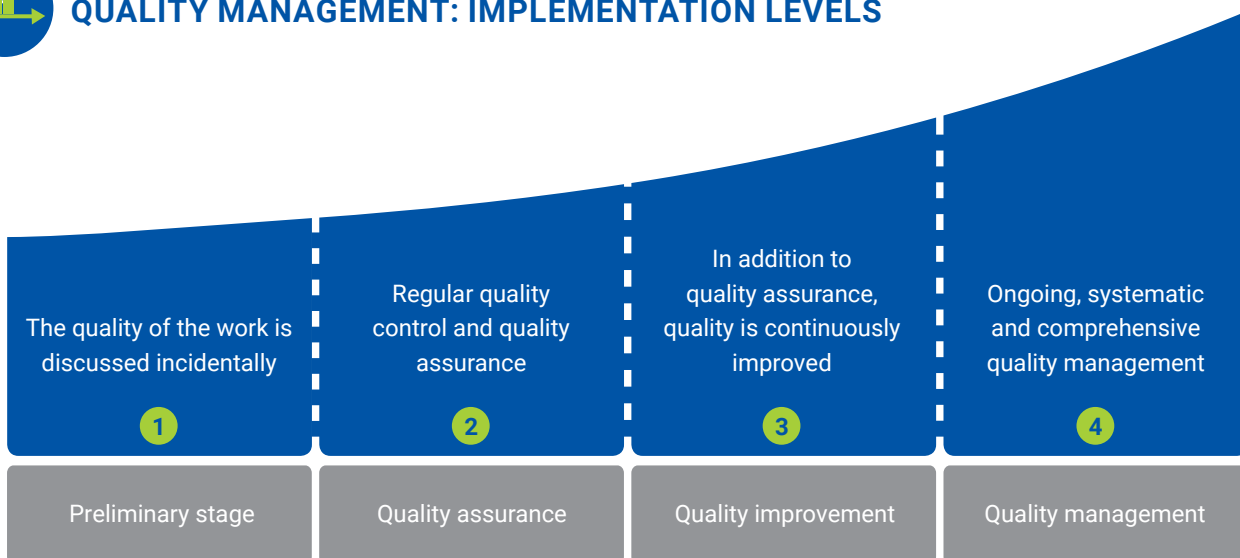 QUALITY MANAGEMENT: IMPLEMENTATION LEVELS
The quality of the work is
discussed incidentally
1
Regular quality
control and quality
assurance
2
In addition to
quality assurance,
quality is continuously
improved
3
Ongoing, systematic
and comprehensive
quality management
4
Preliminary stage
Quality assurance
Quality improvement
Quality management